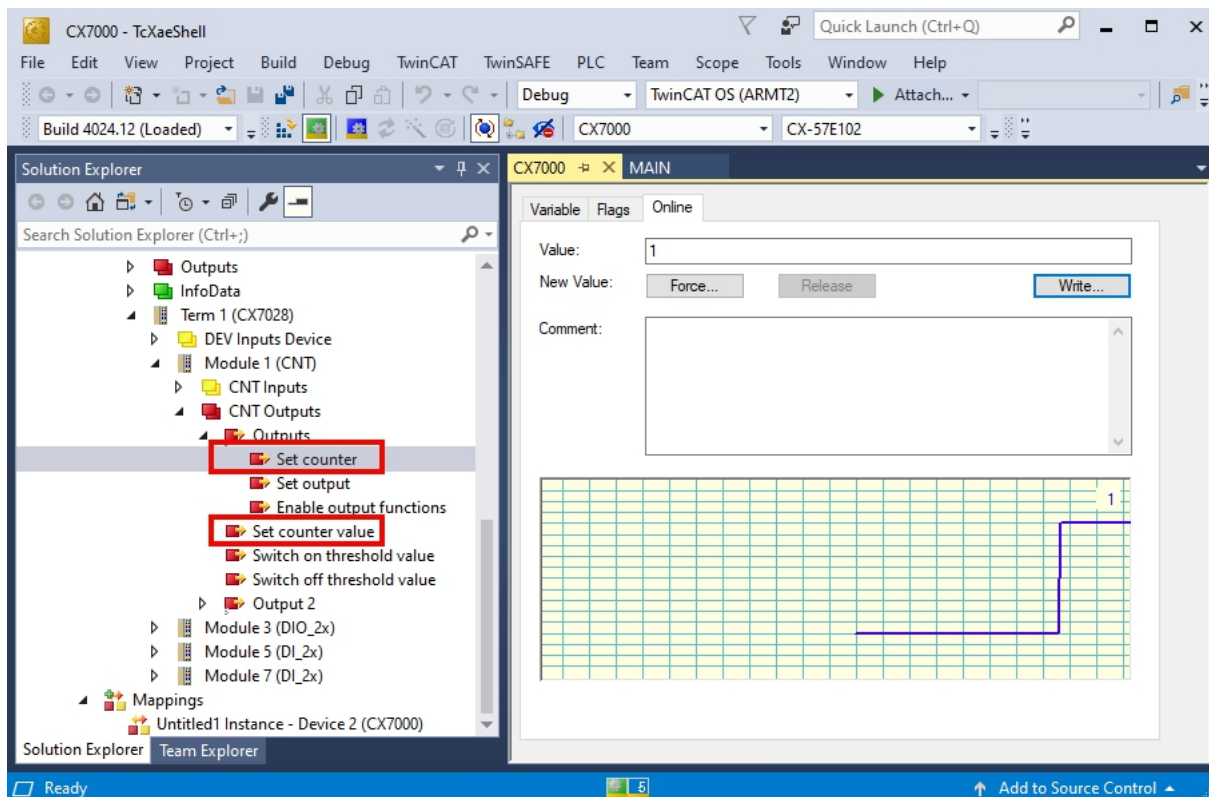 CX7000 - TcXaeShell
Quick Launch (Ctrl+Q)
File Edit View Project Build Debug TwinCAT TwinSAFE PLC Team Scope Tools Window Help
Debug TwinCAT OS (ARMT2) Attach...
Build 4024.12 (Loaded) CX7000 CX-57E102
Solution Explorer
Search Solution Explorer (Ctrl+;)
Outputs
InfoData
Term 1 (CX7028)
DEV Inputs Device
Module 1 (CNT)
CNT Inputs
CNT Outputs
Outputs
Set counter
Set output
Enable output functions
Set counter value
Switch on threshold value
Switch off threshold value
Output 2
Module 3 (DIO_2x)
Module 5 (DI_2x)
Module 7 (DI_2x)
Mappings
Untitled1 Instance - Device 2 (CX7000)
Solution Explorer Team Explorer
CX7000 MAIN
Variable Flags Online
Value: 1
New Value: Force... Release Write...
Comment:
1
Ready 5 Add to Source Control